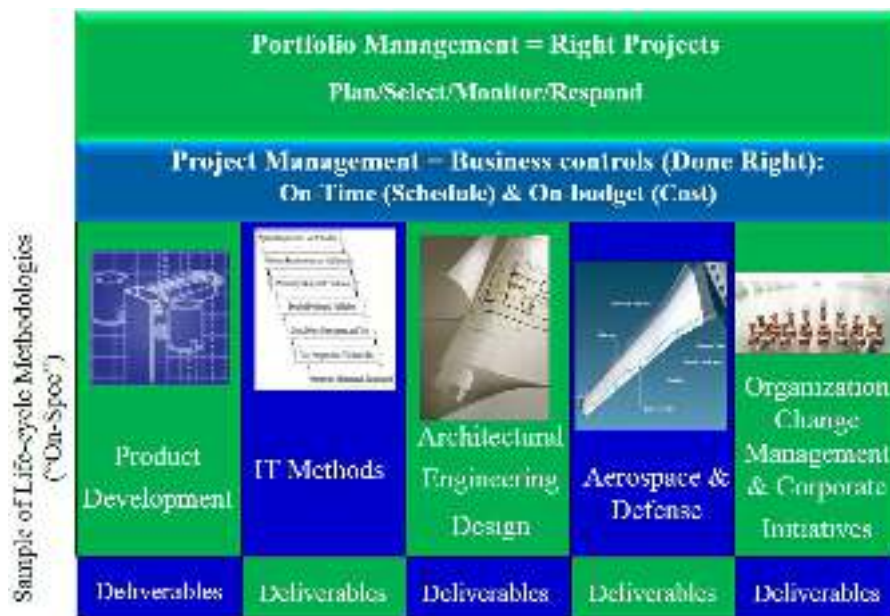 Portfolio Management = Right Projects
Plan/Select/Monitor/Respond
Project Management = Business controls (Done Right):
On-Time (Schedule) & On-budget (Cost)
Sample of Life-cycle Methodologies
("On-Spec")
Product
Development
IT Methods
Architectural
Engineering
Design
Aerospace &
Defense
Organization
Change
Management
& Corporate
Initiatives
Deliverables
Deliverables
Deliverables
Deliverables
Deliverables